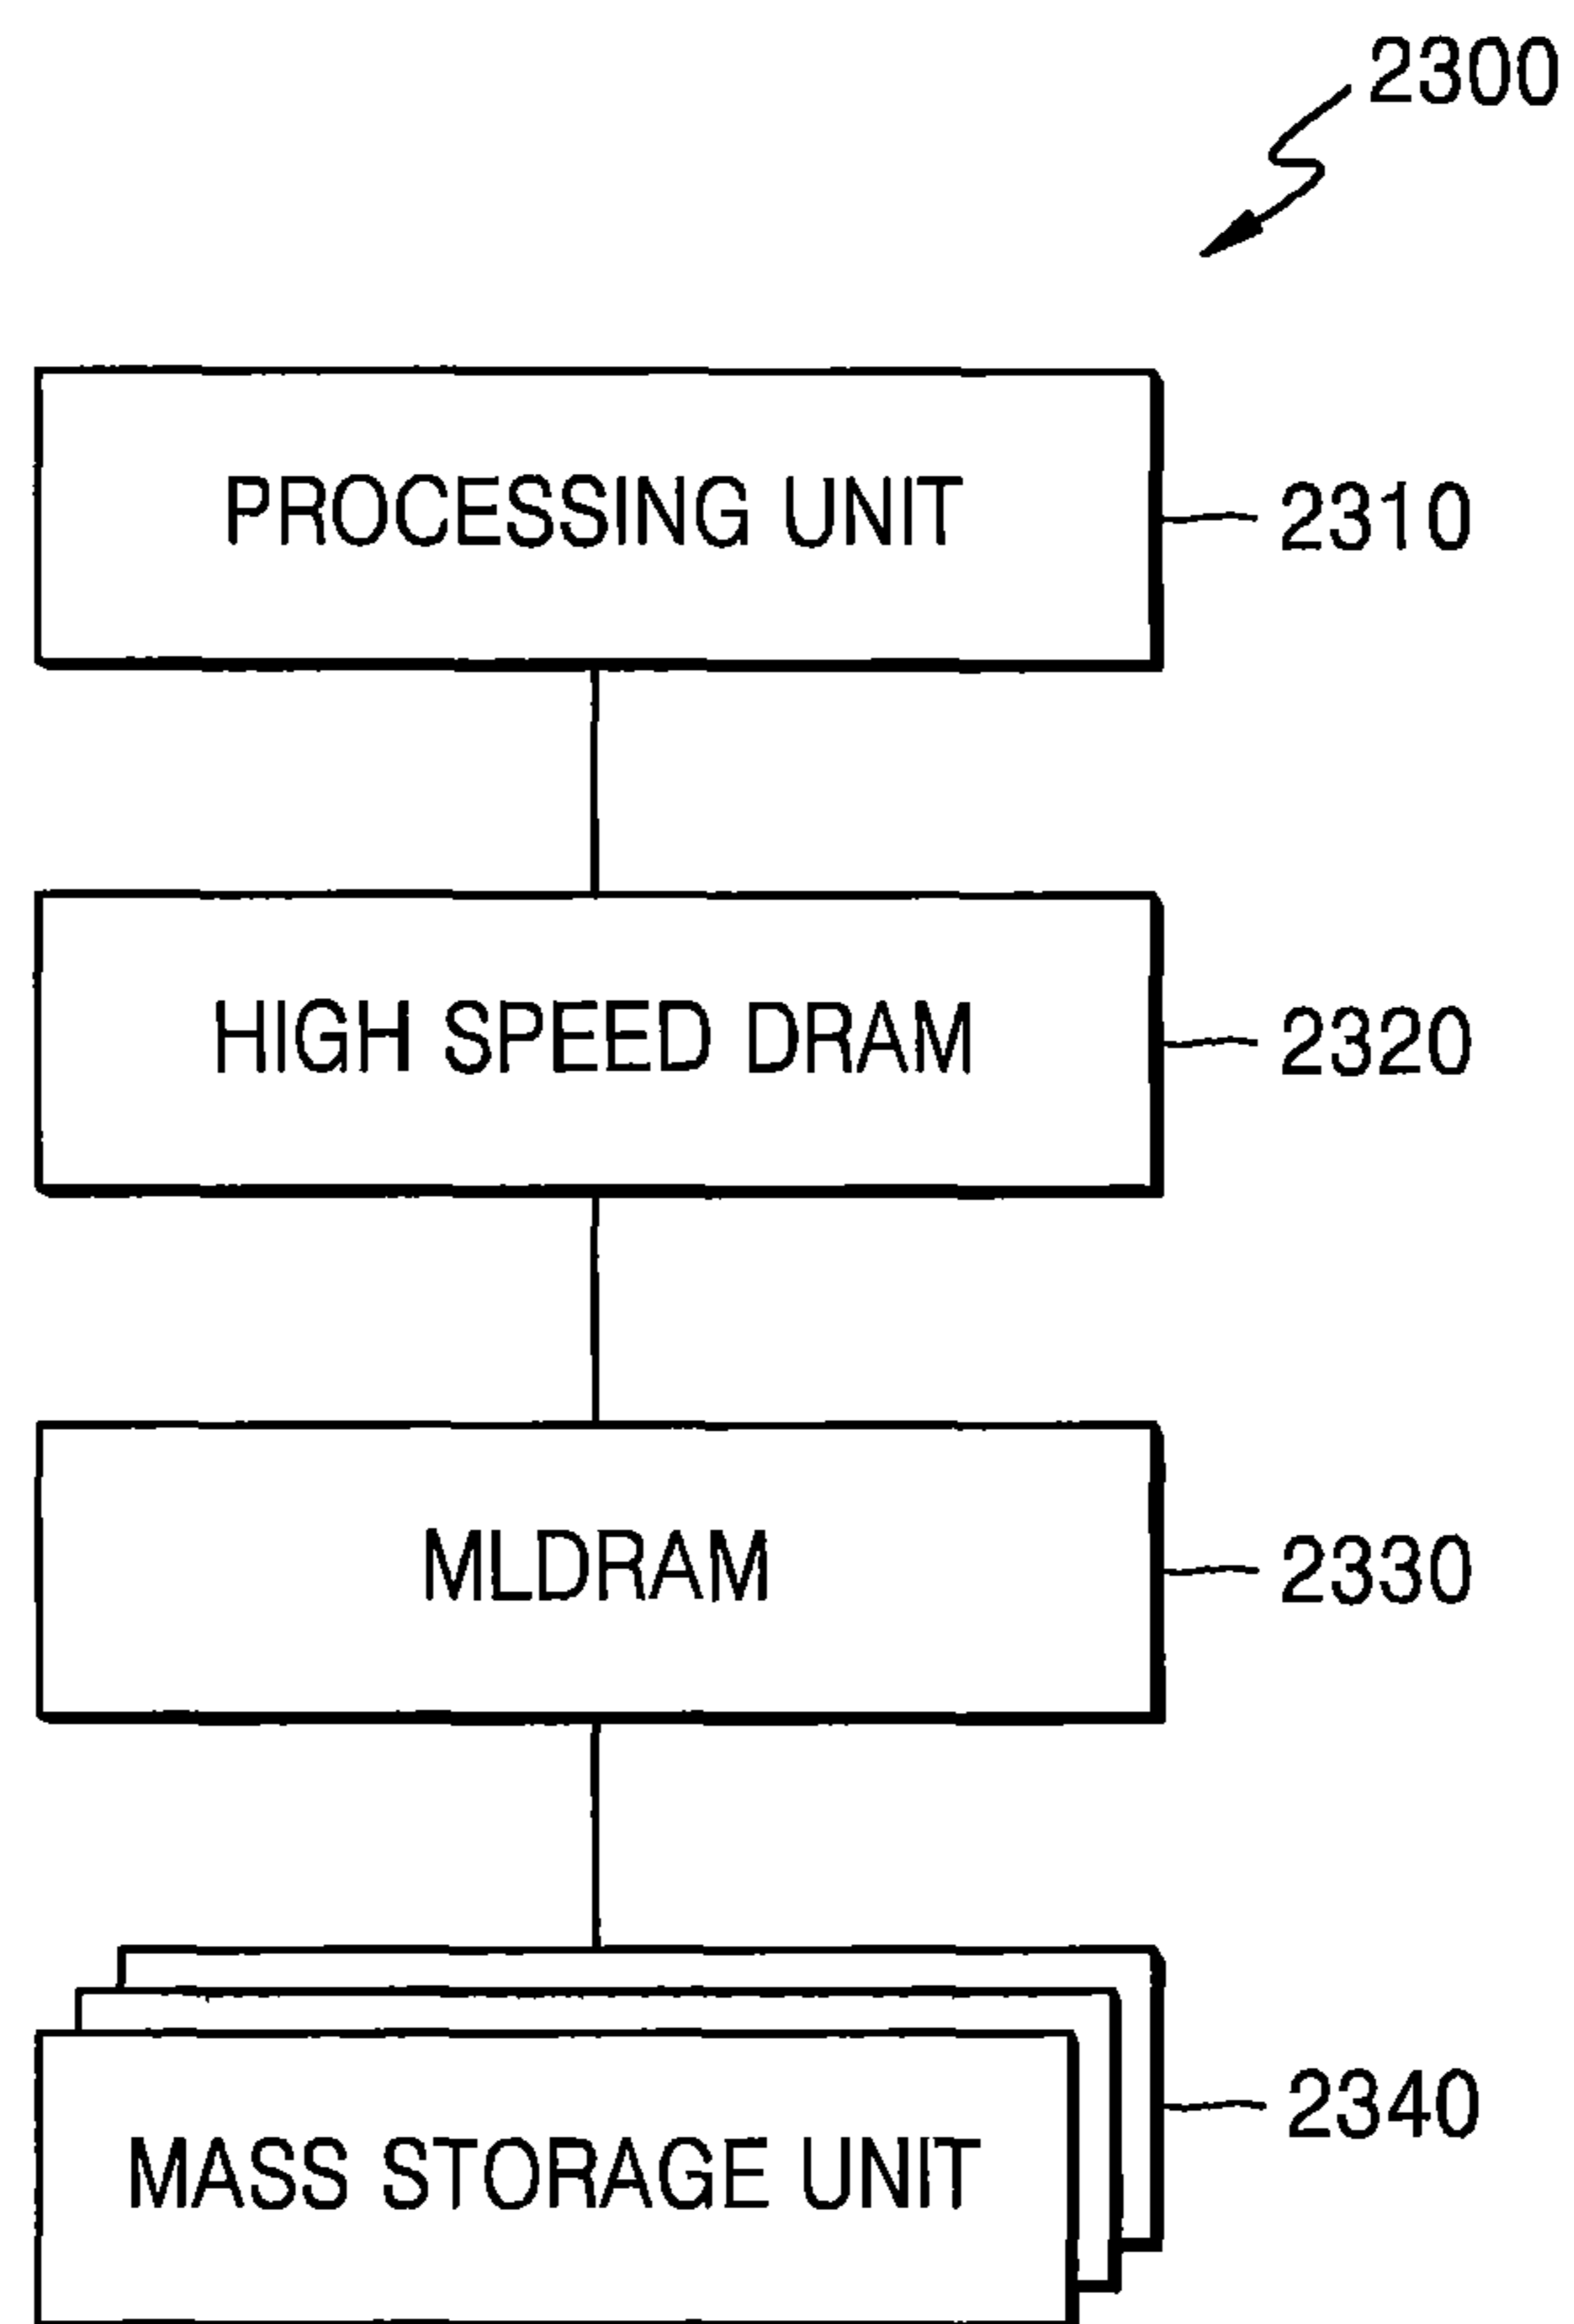 2300
PROCESSING UNIT
2310
HIGH SPEED DRAM
2320
MLDRAM
2330
MASS STORAGE UNIT
2340